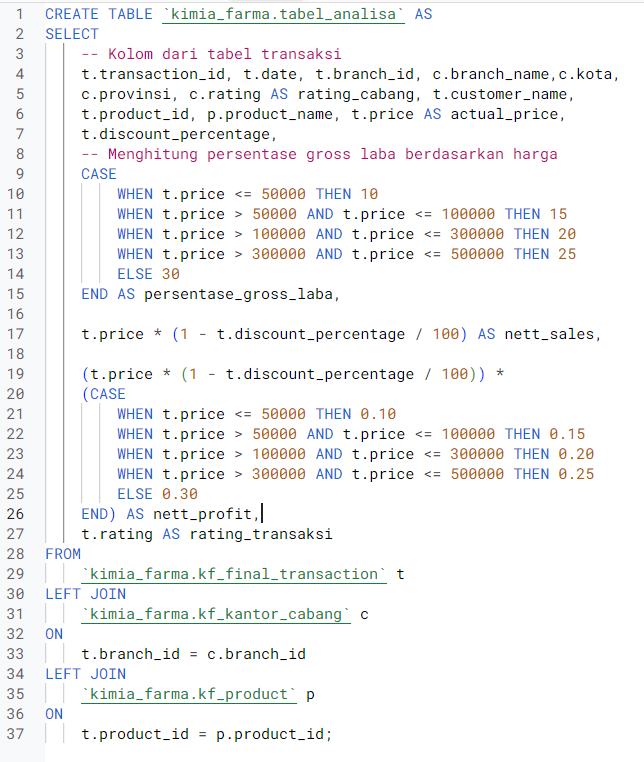 1 CREATE TABLE `kimia_farma.tabel_analisa` AS
2 SELECT
3 -- Kolom dari tabel transaksi
4 t.transaction_id, t.date, t.branch_id, c.branch_name,c.kota,
5 c.provinsi, c.rating AS rating_cabang, t.customer_name,
6 t.product_id, p.product_name, t.price AS actual_price,
7 t.discount_percentage,
8 -- Menghitung persentase gross laba berdasarkan harga
9 CASE
10 WHEN t.price <= 50000 THEN 10
11 WHEN t.price > 50000 AND t.price <= 100000 THEN 15
12 WHEN t.price > 100000 AND t.price <= 300000 THEN 20
13 WHEN t.price > 300000 AND t.price <= 500000 THEN 25
14 ELSE 30
15 END AS persentase_gross_laba,
16
17 t.price * (1 - t.discount_percentage / 100) AS nett_sales,
18
19 (t.price * (1 - t.discount_percentage / 100)) *
20 (CASE
21 WHEN t.price <= 50000 THEN 0.10
22 WHEN t.price > 50000 AND t.price <= 100000 THEN 0.15
23 WHEN t.price > 100000 AND t.price <= 300000 THEN 0.20
24 WHEN t.price > 300000 AND t.price <= 500000 THEN 0.25
25 ELSE 0.30
26 END) AS nett_profit,
27 t.rating AS rating_transaksi
28 FROM
29 `kimia_farma.kf_final_transaction` t
30 LEFT JOIN
31 `kimia_farma.kf_kantor_cabang` c
32 ON
33 t.branch_id = c.branch_id
34 LEFT JOIN
35 `kimia_farma.kf_product` p
36 ON
37 t.product_id = p.product_id;